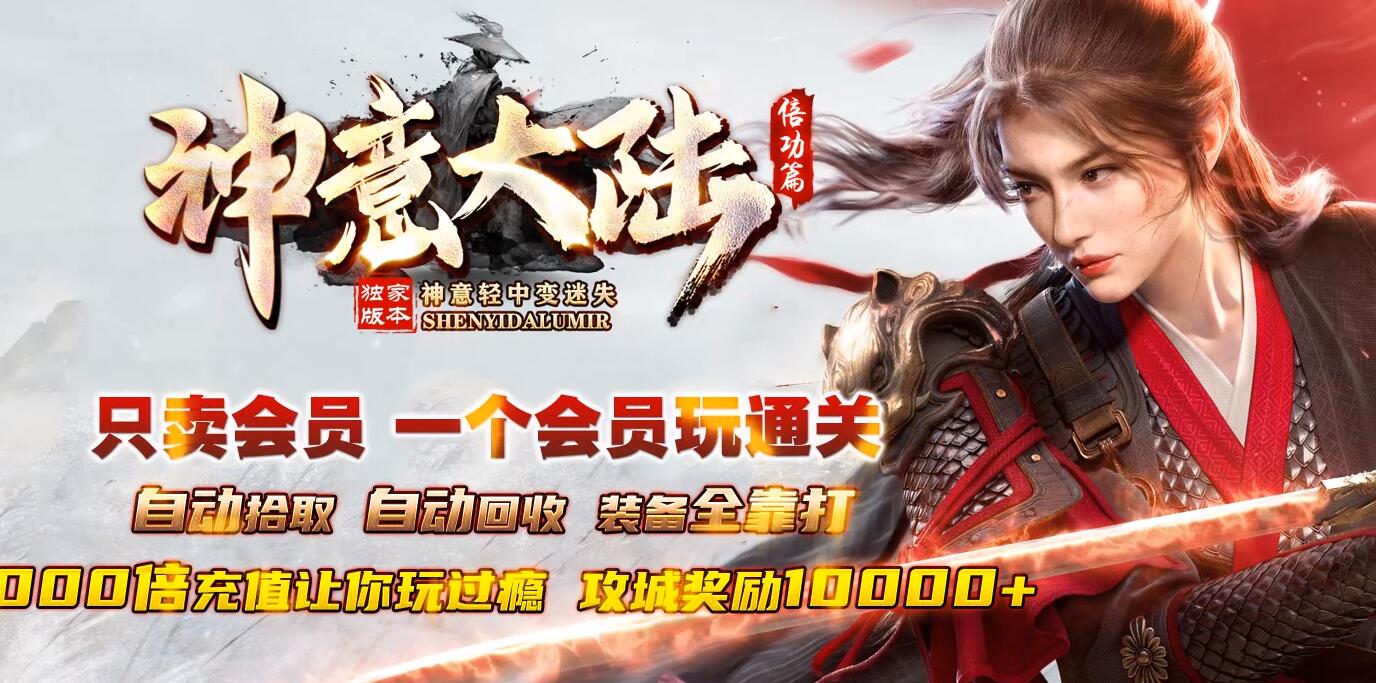 神意大陆
倍功篇
独家版本
神意轻中变迷失
SHENYIDALUMIR
只卖会员 一个会员玩通关
自动拾取 自动回收 装备全靠打
000倍充值让你玩过瘾 攻城奖励10000+